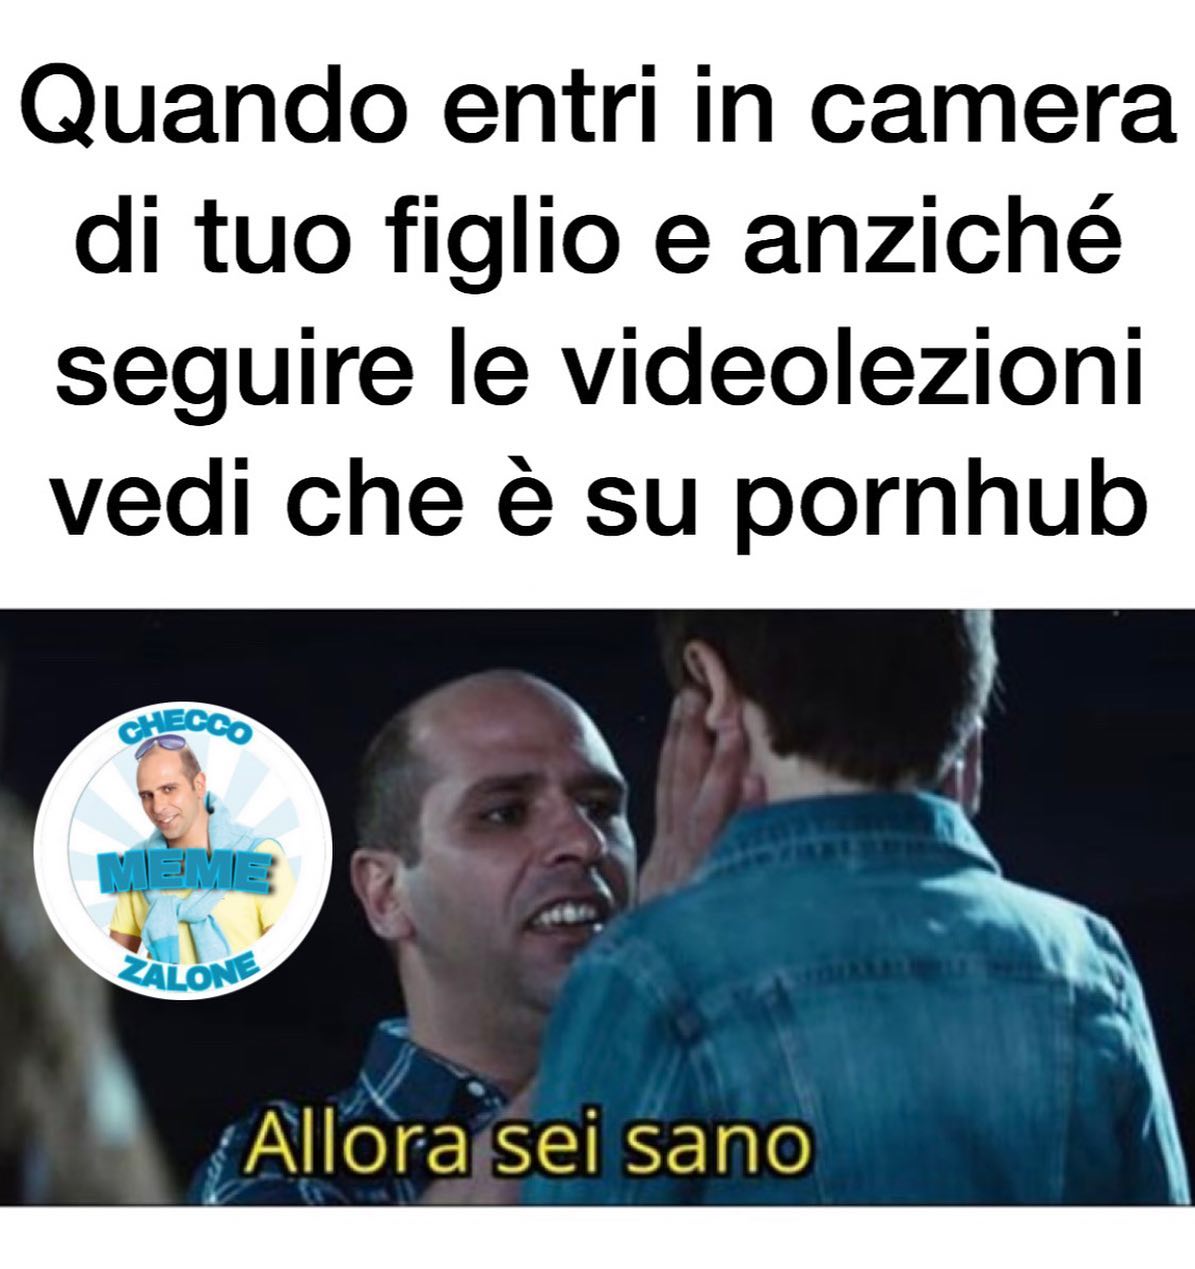 Quando entri in camera
di tuo figlio e anziché
seguire le videolezioni
vedi che è su pornhub
CHECCO
MEME
ZALONE
Allora sei sano